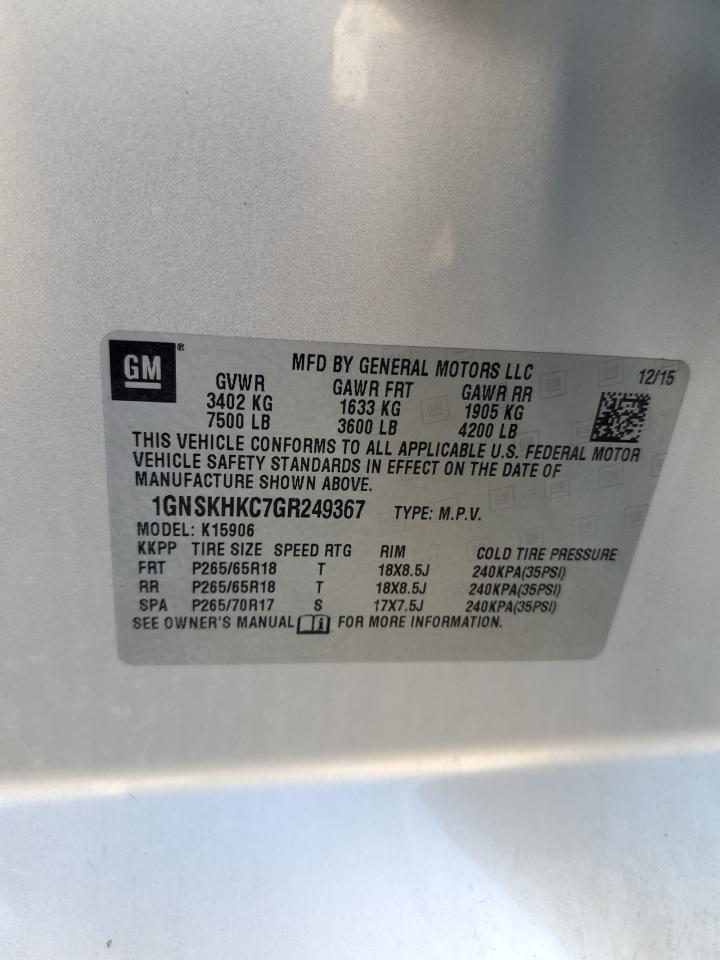 GM®
MFD BY GENERAL MOTORS LLC 12/15
GVWR GAWR FRT GAWR RR
3402 KG 1633 KG 1905 KG
7500 LB 3600 LB 4200 LB
THIS VEHICLE CONFORMS TO ALL APPLICABLE U.S. FEDERAL MOTOR
VEHICLE SAFETY STANDARDS IN EFFECT ON THE DATE OF
MANUFACTURE SHOWN ABOVE.
1GNSKHKC7GR249367 TYPE: M.P.V.
MODEL: K15906
KKPP TIRE SIZE SPEED RTG RIM COLD TIRE PRESSURE
FRT P265/65R18 T 18X8.5J 240KPA(35PSI)
RR P265/65R18 T 18X8.5J 240KPA(35PSI)
SPA P265/70R17 S 17X7.5J 240KPA(35PSI)
SEE OWNER'S MANUAL FOR MORE INFORMATION.